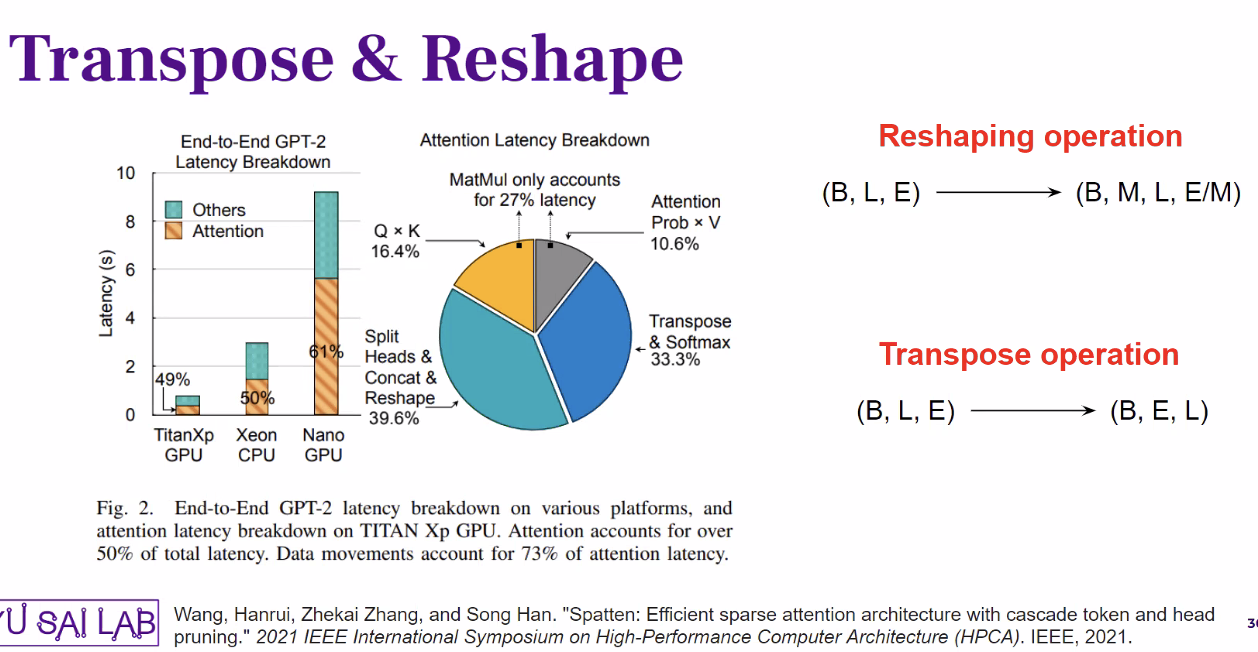 Transpose & Reshape
End-to-End GPT-2
Latency Breakdown
10
8
6
4
2
0
Latency (s)
Others
Attention
49%
50%
61%
TitanXp
GPU
Xeon
CPU
Nano
GPU
Attention Latency Breakdown
MatMul only accounts
for 27% latency
Q × K
16.4%
Attention
Prob × V
10.6%
Split
Heads &
Concat &
Reshape
39.6%
Transpose
& Softmax
33.3%
Fig. 2. End-to-End GPT-2 latency breakdown on various platforms, and
attention latency breakdown on TITAN Xp GPU. Attention accounts for over
50% of total latency. Data movements account for 73% of attention latency.
Reshaping operation
(B, L, E) (B, M, L, E/M)
Transpose operation
(B, L, E) (B, E, L)
YU SAI LAB
Wang, Hanrui, Zhekai Zhang, and Song Han. "Spatten: Efficient sparse attention architecture with cascade token and head
pruning." 2021 IEEE International Symposium on High-Performance Computer Architecture (HPCA). IEEE, 2021.